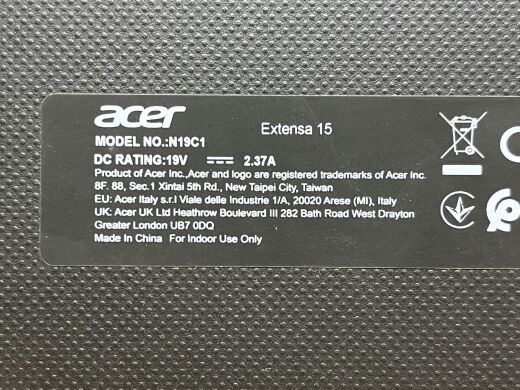 acer
Extensa 15
MODEL NO.:N19C1
DC RATING:19V ⎓ 2.37A
Product of Acer Inc.,Acer and logo are registered trademarks of Acer Inc.
8F. 88, Sec.1 Xintai 5th Rd., New Taipei City, Taiwan
EU: Acer Italy s.r.l Viale delle Industrie 1/A, 20020 Arese (MI), Italy
UK: Acer UK Ltd Heathrow Boulevard III 282 Bath Road West Drayton
Greater London UB7 0DQ
Made In China For Indoor Use Only